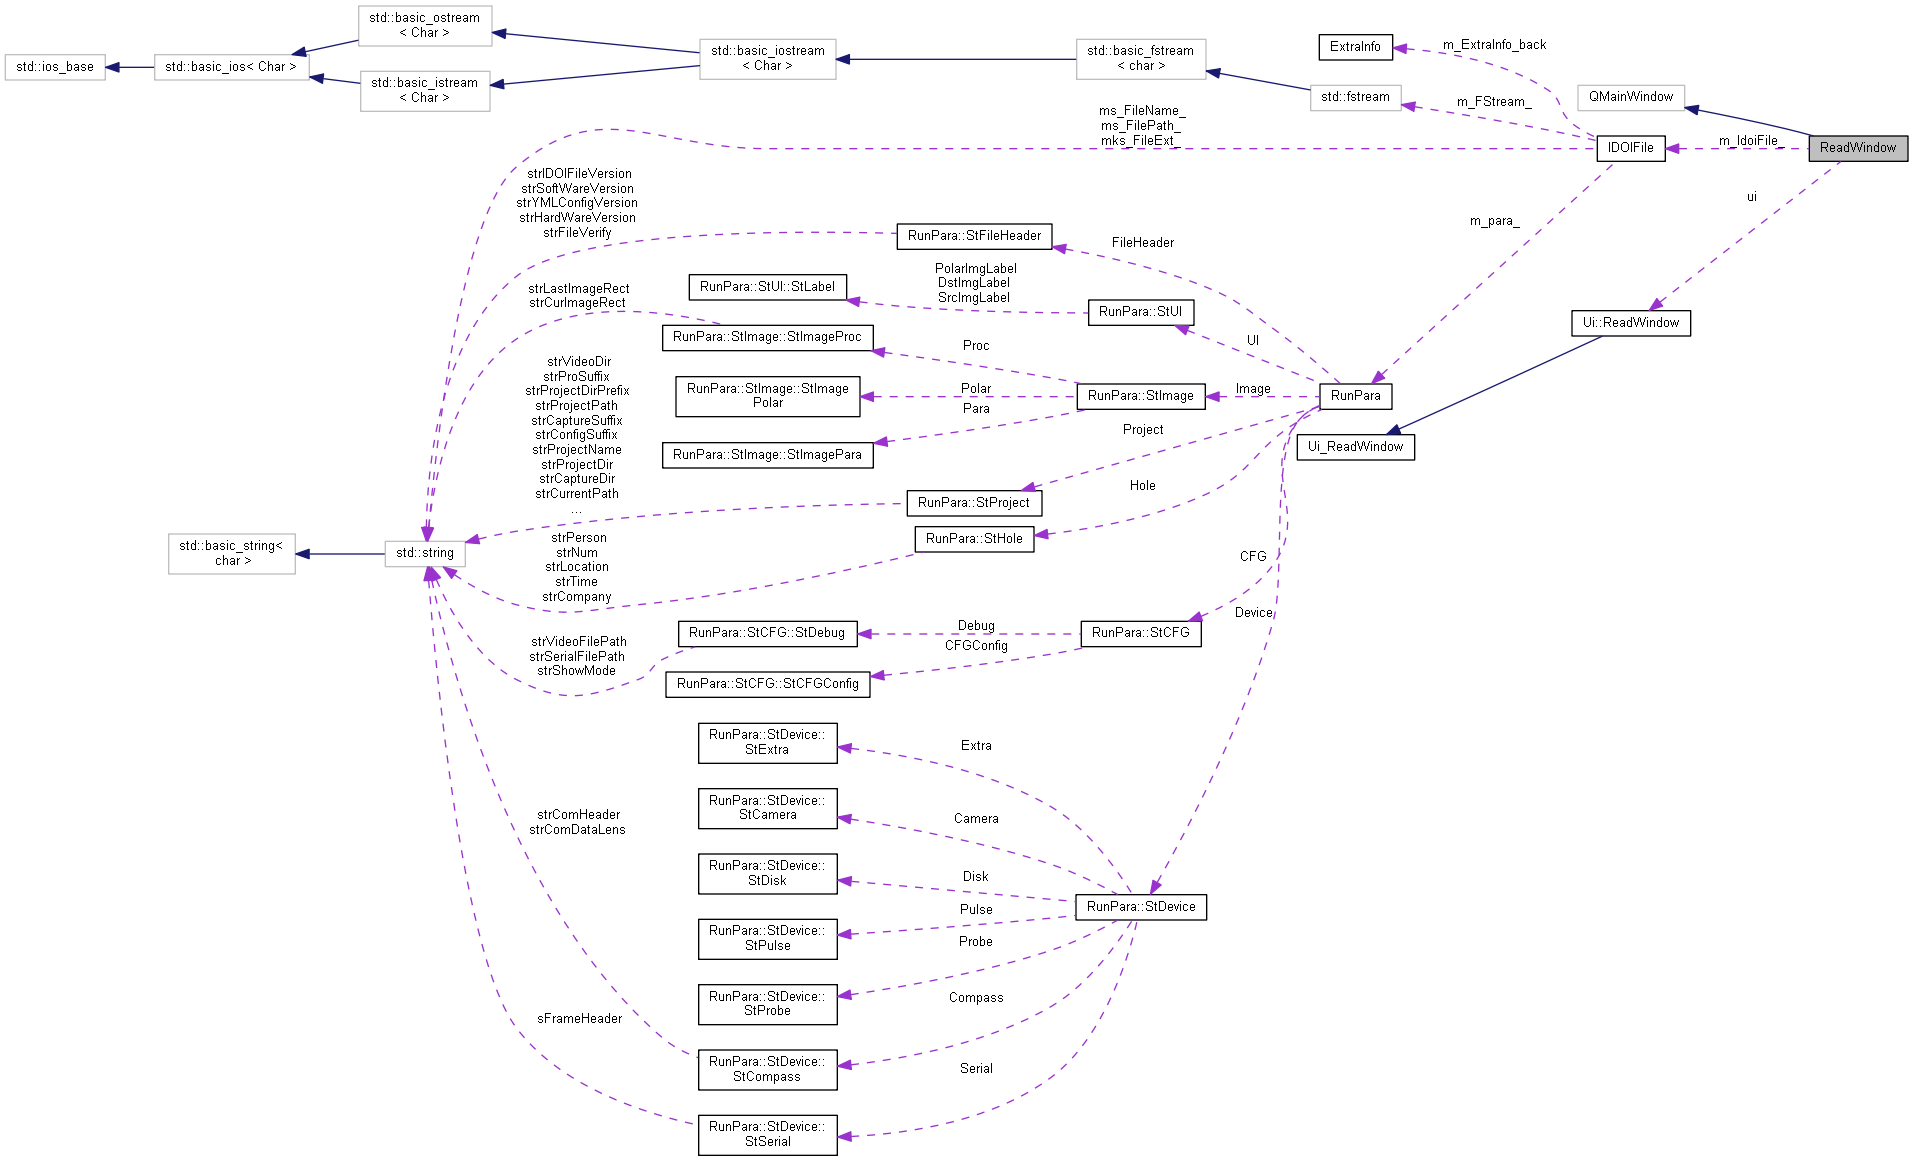 std::basic_ostream
< Char >
std::ios_base
std::basic_ios< Char >
std::basic_istream
< Char >
std::basic_iostream
< Char >
std::basic_fstream
< char >
std::fstream
ExtraInfo
m_ExtraInfo_back
m_FStream_
QMainWindow
IDOIFile
m_IdoiFile_
ReadWindow
ms_FileName_
ms_FilePath_
mks_FileExt_
ui
m_para_
strIDOIFileVersion
strSoftWareVersion
strYMLConfigVersion
strHardWareVersion
strFileVerify
RunPara::StFileHeader
FileHeader
RunPara::StUI::StLabel
PolarImgLabel
DstImgLabel
SrcImgLabel
RunPara::StUI
UI
Ui::ReadWindow
strLastImageRect
strCurImageRect
RunPara::StImage::StImageProc
Proc
RunPara::StImage::StImage
Polar
Polar
Para
RunPara::StImage
Image
RunPara
RunPara::StImage::StImagePara
Ui_ReadWindow
strVideoDir
strProSuffix
strProjectDirPrefix
strProjectPath
strCaptureSuffix
strConfigSuffix
strProjectName
strProjectDir
strCaptureDir
strCurrentPath
...
Project
Hole
RunPara::StProject
RunPara::StHole
std::basic_string<
char >
std::string
strPerson
strNum
strLocation
strTime
strCompany
CFG
Device
strVideoFilePath
strSerialFilePath
strShowMode
RunPara::StCFG::StDebug
Debug
CFGConfig
RunPara::StCFG
RunPara::StCFG::StCFGConfig
RunPara::StDevice::
StExtra
Extra
RunPara::StDevice::
StCamera
Camera
strComHeader
strComDataLens
RunPara::StDevice::
StDisk
Disk
RunPara::StDevice
RunPara::StDevice::
StPulse
Pulse
Probe
RunPara::StDevice::
StProbe
Compass
sFrameHeader
RunPara::StDevice::
StCompass
Serial
RunPara::StDevice::
StSerial